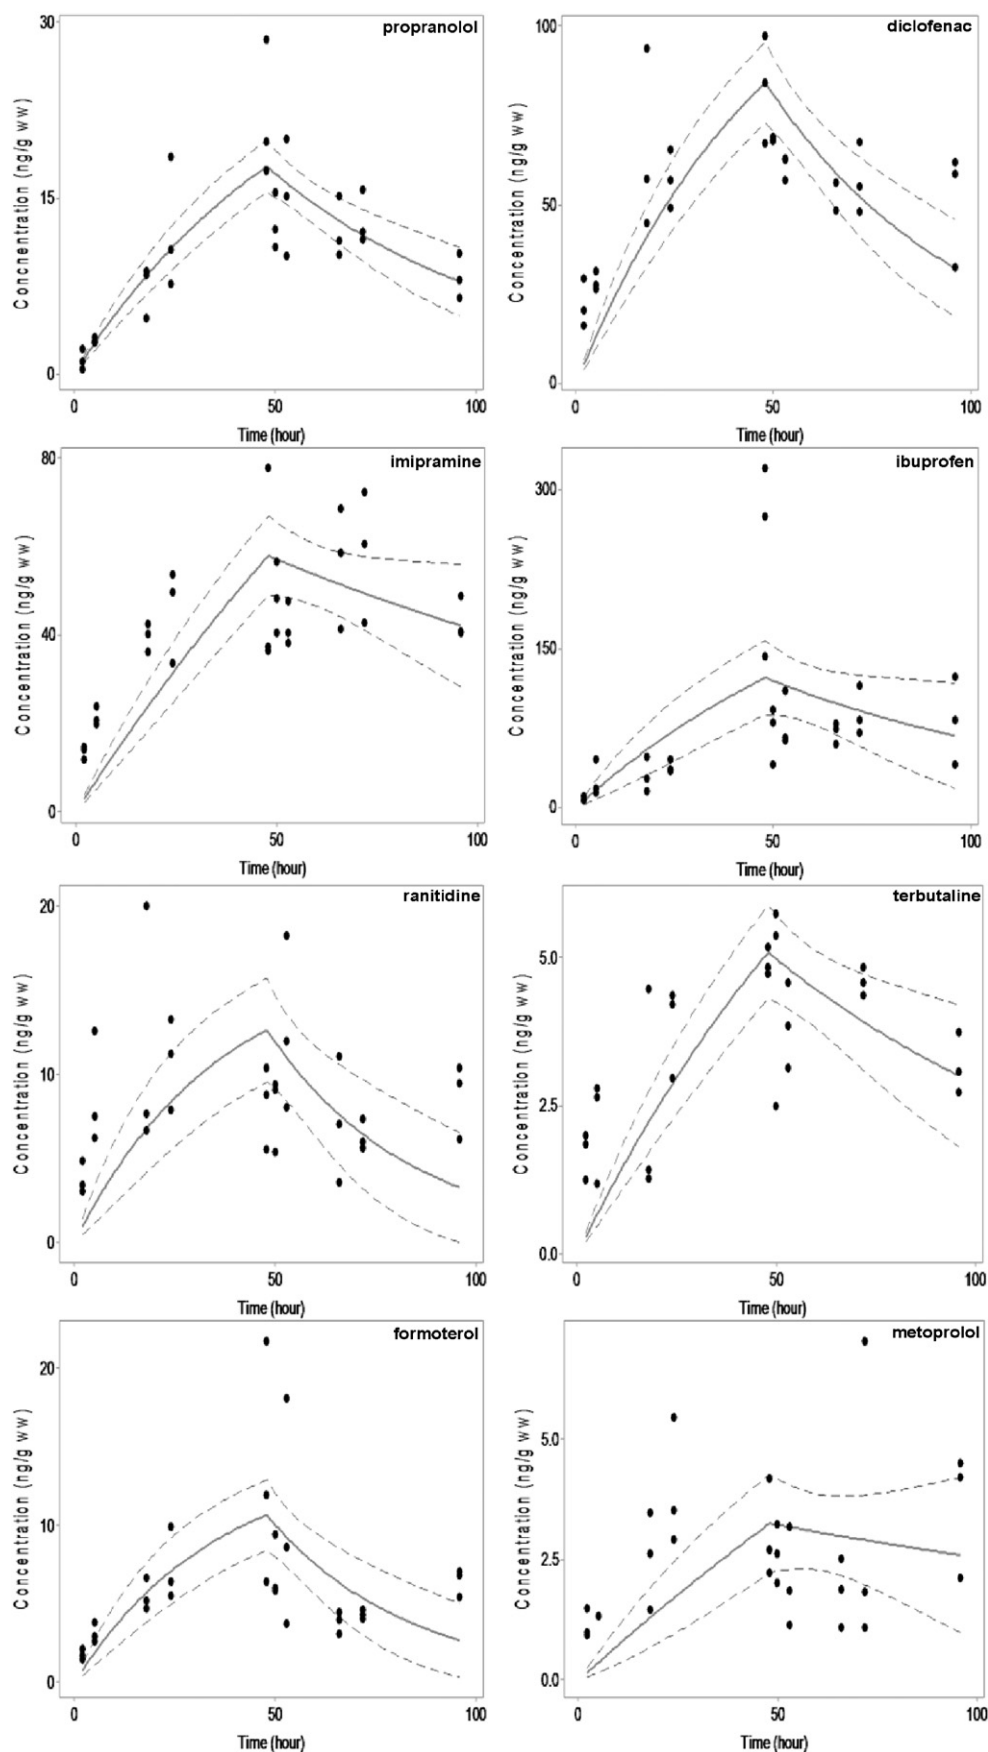 propranolol
Concentration (ng/g ww)
30
15
0
0 50 100
Time (hour)
diclofenac
Concentration (ng/g ww)
100
50
0
0 50 100
Time (hour)
imipramine
Concentration (ng/g ww)
80
40
0
0 50 100
Time (hour)
ibuprofen
Concentration (ng/g ww)
300
150
0
0 50 100
Time (hour)
ranitidine
Concentration (ng/g ww)
20
10
0
0 50 100
Time (hour)
terbutaline
Concentration (ng/g ww)
5.0
2.5
0.0
0 50 100
Time (hour)
formoterol
Concentration (ng/g ww)
20
10
0
0 50 100
Time (hour)
metoprolol
Concentration (ng/g ww)
5.0
2.5
0.0
0 50 100
Time (hour)